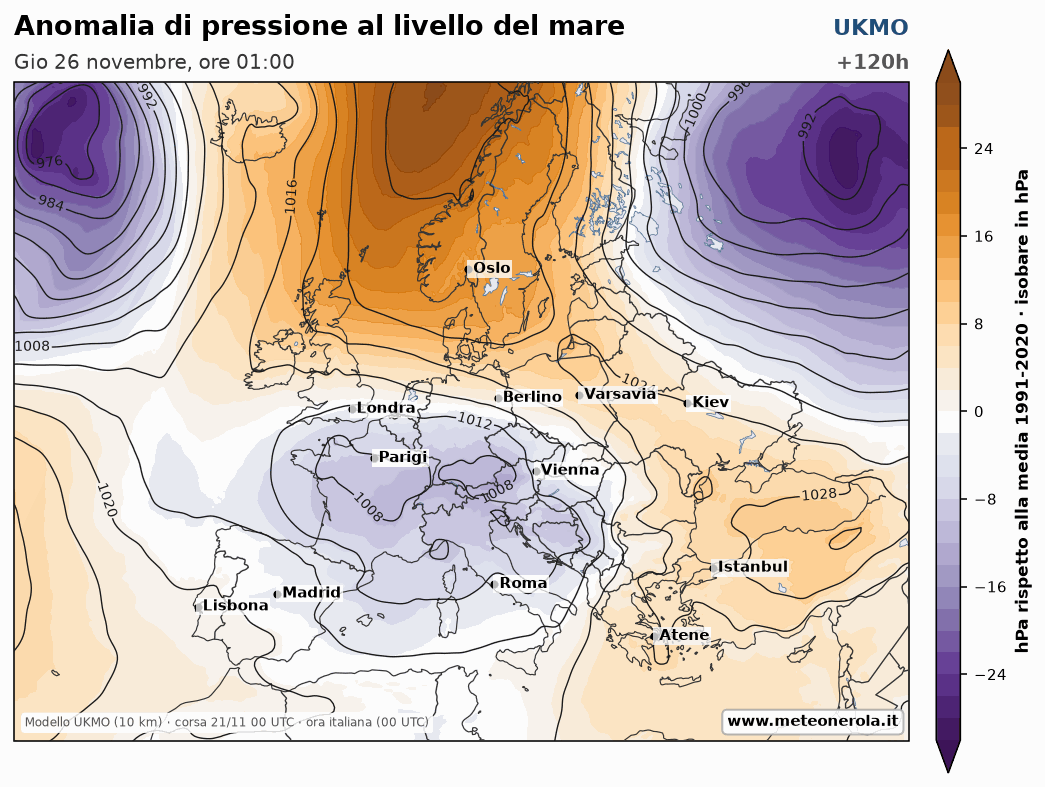 Anomalia di pressione al livello del mare
UKMO
Gio 26 novembre, ore 01:00
+120h
992
1000
996
992
976
984
1016
1008
Oslo
24
16
8
0
−8
−16
−24
hPa rispetto alla media 1991-2020 · isobare in hPa
Berlino
Varsavia
Kiev
Londra
1012
Parigi
Vienna
1008
1008
1020
1028
Istanbul
Roma
Madrid
Lisbona
Atene
Modello UKMO (10 km) · corsa 21/11 00 UTC · ora italiana (00 UTC)
www.meteonerola.it